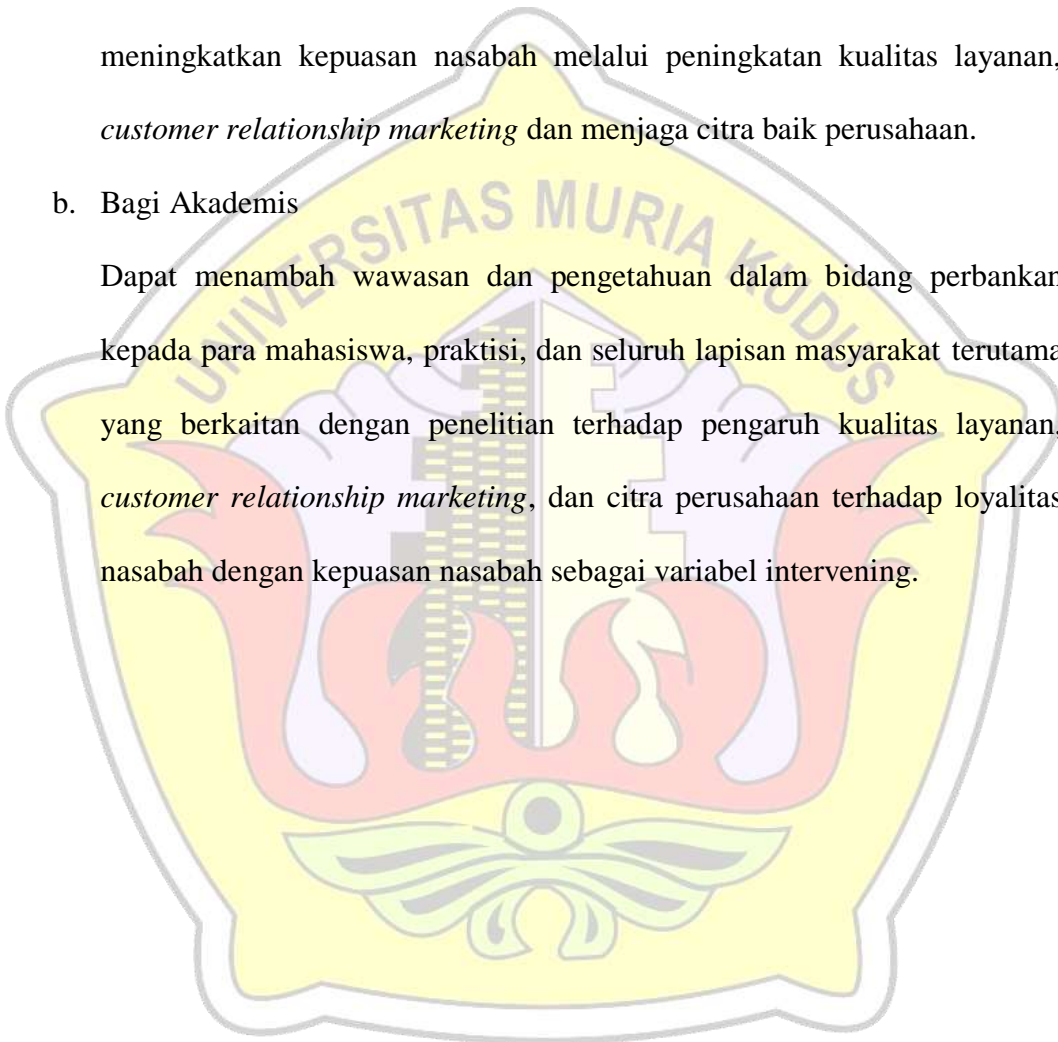 meningkatkan kepuasan nasabah melalui peningkatan kualitas layanan,
customer relationship marketing dan menjaga citra baik perusahaan.
b. Bagi Akademis
UNIVERSITAS MURIA KUDUS
Dapat menambah wawasan dan pengetahuan dalam bidang perbankan
kepada para mahasiswa, praktisi, dan seluruh lapisan masyarakat terutama
yang berkaitan dengan penelitian terhadap pengaruh kualitas layanan,
customer relationship marketing, dan citra perusahaan terhadap loyalitas
nasabah dengan kepuasan nasabah sebagai variabel intervening.